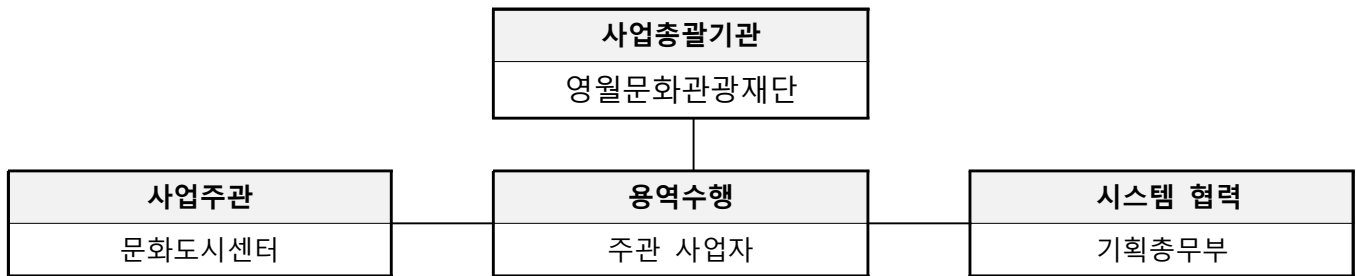 사업총괄기관
영월문화관광재단
사업주관
문화도시센터
용역수행
주관 사업자
시스템 협력
기획총무부